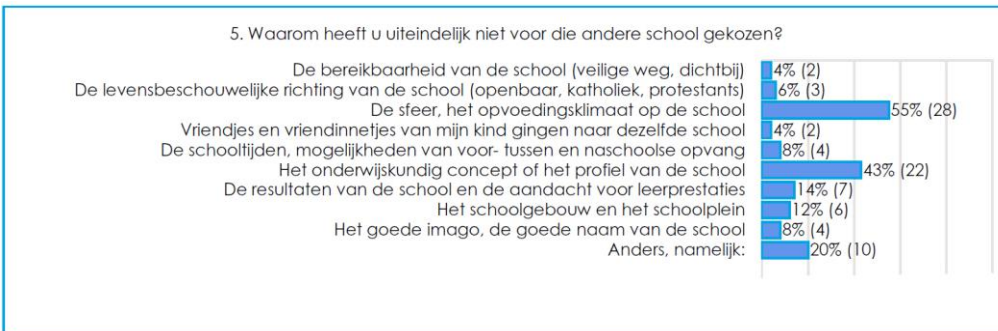 5. Waarom heeft u uiteindelijk niet voor die andere school gekozen?
De bereikbaarheid van de school (veilige weg, dichtbij) 4% (2)
De levensbeschouwelijke richting van de school (openbaar, katholiek, protestants) 6% (3)
De sfeer, het opvoedingsklimaat op de school 55% (28)
Vriendjes en vriendinnetjes van mijn kind gingen naar dezelfde school 4% (2)
De schooltijden, mogelijkheden van voor- tussen en naschoolse opvang 8% (4)
Het onderwijskundig concept of het profiel van de school 43% (22)
De resultaten van de school en de aandacht voor leerprestaties 14% (7)
Het schoolgebouw en het schoolplein 12% (6)
Het goede imago, de goede naam van de school 8% (4)
Anders, namelijk: 20% (10)